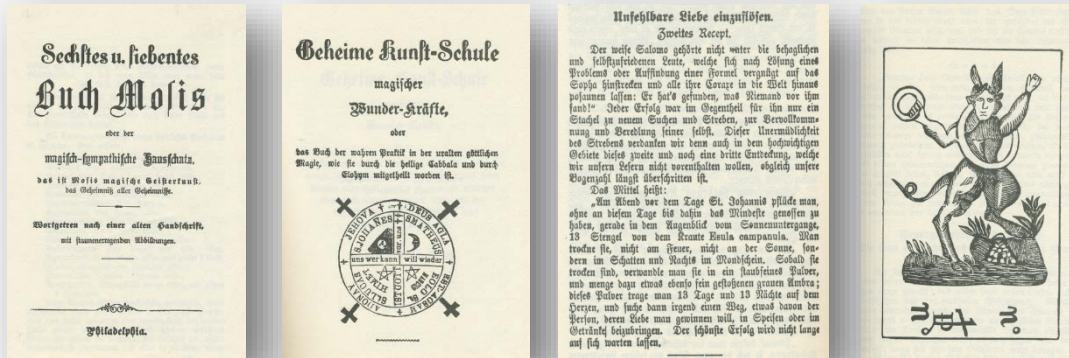 Sechstes u. siebentes
Buch Mosis
oder der
magisch-sympathische Hausschatz,
das ist Mosis magische Geisterkunst,
das Geheimniß aller Geheimnisse.
Wortgetreu nach einer alten Handschrift,
mit staunenerregenden Abbildungen.
Philadelphia.
Geheime Kunst-Schule
magischer
Wunder-Kräfte,
oder
das Buch der wahren Praktik in der uralten göttlichen
Magie, wie sie durch die heilige Cabbala und durch
Elohym mitgetheilt worden ist.
JEHOVA
DEUS
AGLA
SJOHANES
SMATHEUS
uns wer kann
will wieder
Unfehlbare Liebe einzuflösen.
Zweites Recept.
Der weise Salomo gehörte nicht unter die behaglichen
und selbstzufriedenen Leute, welche sich nach Lösung eines
Problems oder Auffindung einer Formel vergnügt auf das
Sopha hinstrecken und alle ihre Coraxe in die Welt hinaus
posaunen lassen: Er hat's gefunden, was Niemand vor ihm
fand!“ Jeder Erfolg war im Gegentheil für ihn nur ein
Stachel zu neuem Suchen und Streben, zur Vervollkomm-
nung und Veredlung seiner selbst. Dieser Unermüdlichkeit
des Strebens verdanken wir denn auch in dem hochwichtigen
Gebiete dieses zweite und noch eine dritte Entdeckung, welche
wir unsern Lesern nicht vorenthalten wollen, obgleich unsere
Bogenzahl längst überschritten ist.
Das Mittel heißt:
„Am Abend vor dem Tage St. Johannis pflücke man,
ohne an diesem Tage bis dahin das Mindeste genossen zu
haben, gerade in dem Augenblick vom Sonnenuntergange,
13 Stengel von dem Kraute Esula campanula. Man
trockne sie, nicht am Feuer, nicht an der Sonne, son-
dern im Schatten und Nachts im Mondschein. Sobald sie
trocken sind, verwandle man sie in ein staubfeines Pulver,
und menge dazu etwas ebenso fein gestoßenen grauen Ambra;
dieses Pulver trage man 13 Tage und 13 Nächte auf dem
Herzen, und suche dann irgend einen Weg, etwas davon der
Person, deren Liebe man gewinnen will, in Speisen oder im
Getränke beizubringen. Der schönste Erfolg wird nicht lange
auf sich warten lassen.